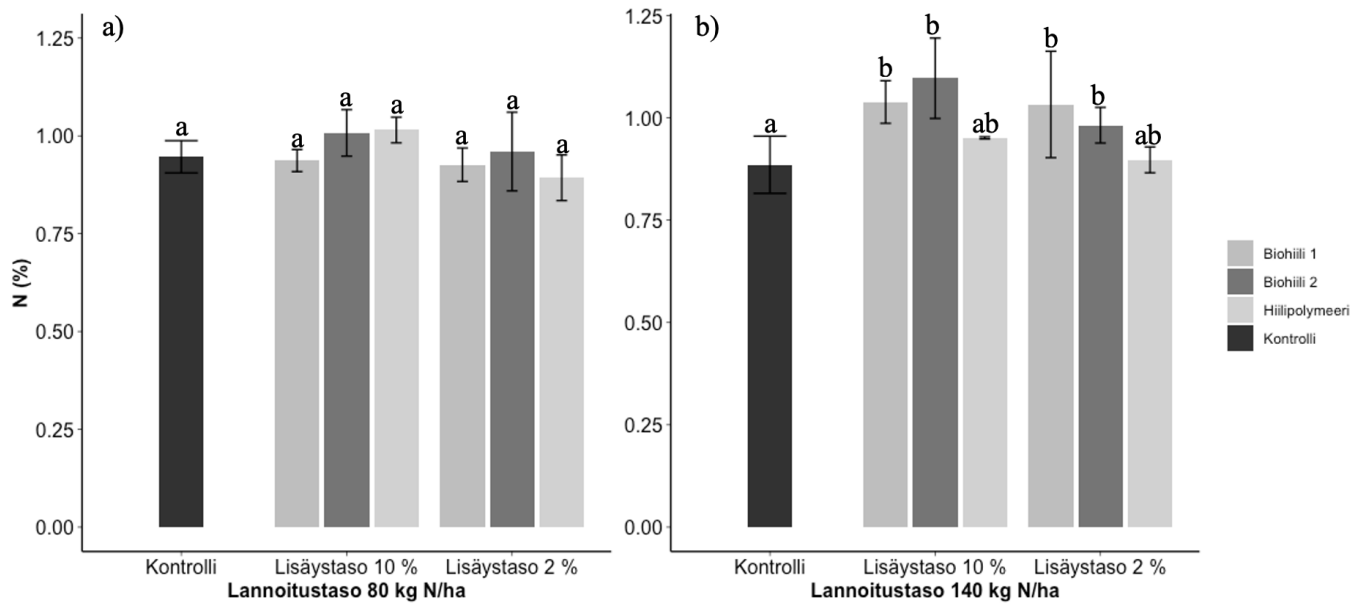 a)
1.25
1.00
0.75
0.50
0.25
0.00
N (%)
a
a
a
a
a
a
a
Kontrolli
Lisäystaso 10 %
Lisäystaso 2 %
Lannoitustaso 80 kg N/ha
b)
1.25
1.00
0.75
0.50
0.25
0.00
a
b
b
ab
b
b
ab
Kontrolli
Lisäystaso 10 %
Lisäystaso 2 %
Lannoitustaso 140 kg N/ha
Biohiili 1
Biohiili 2
Hiilipolymeeri
Kontrolli